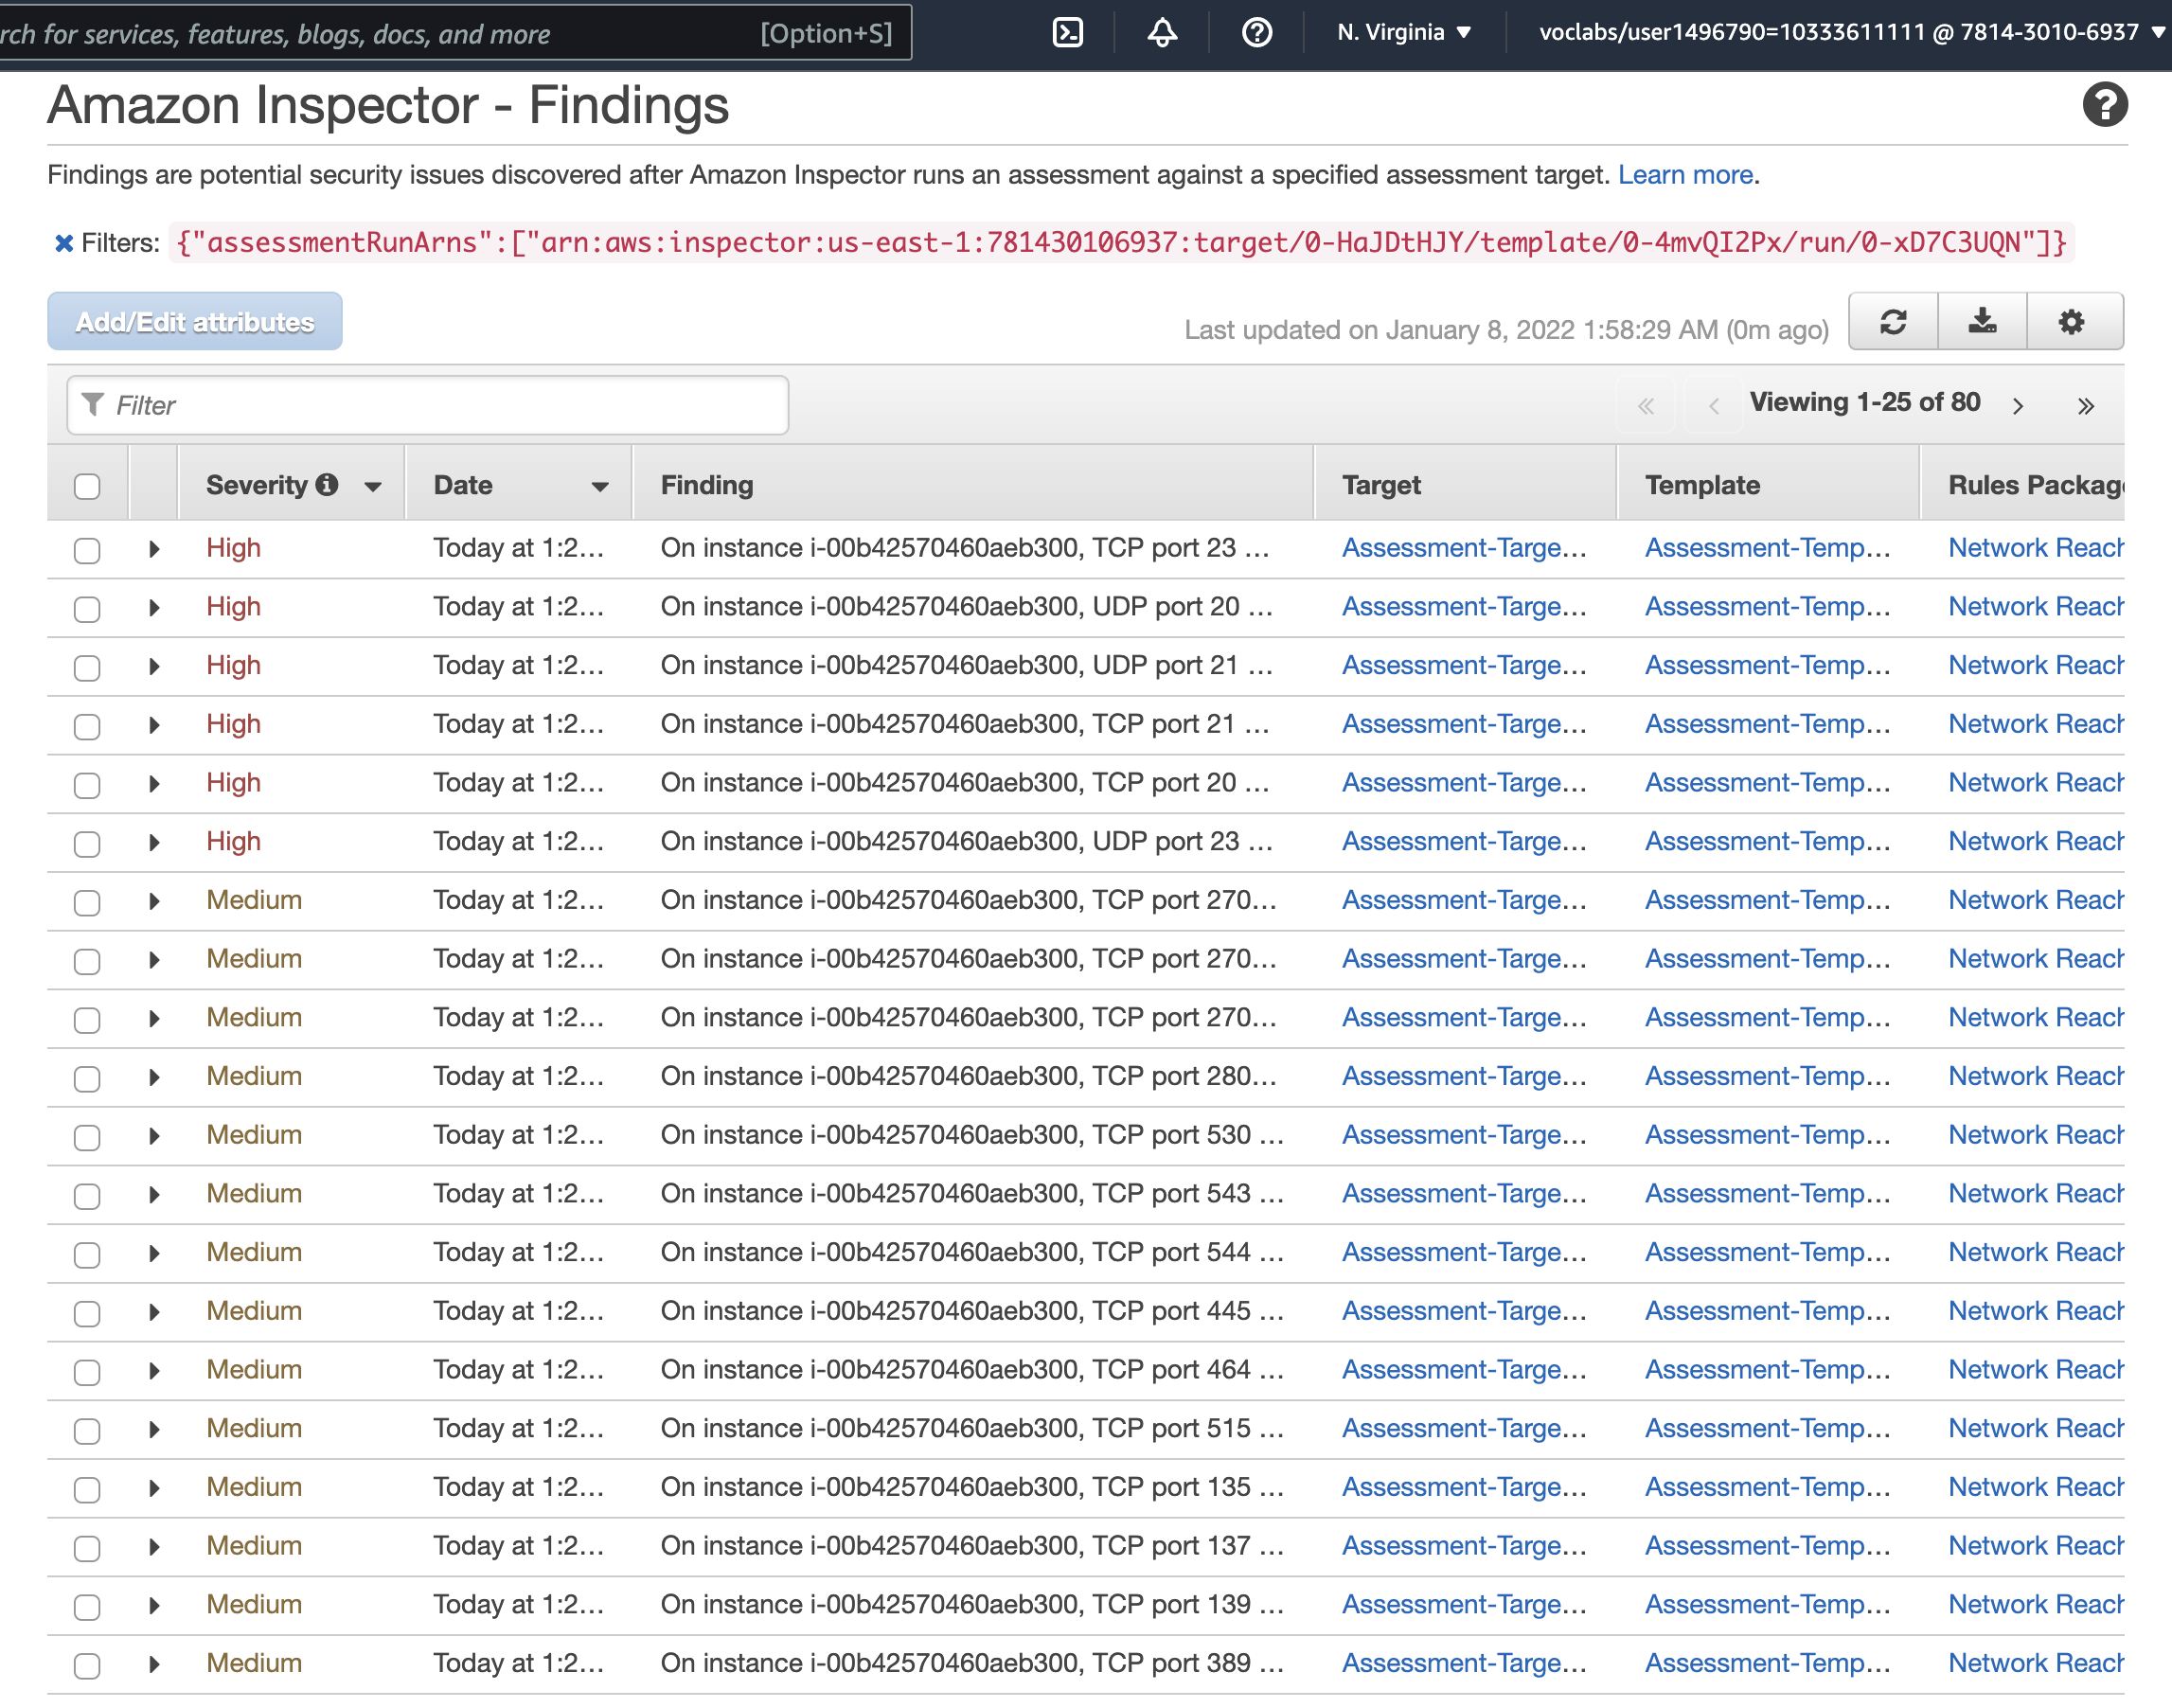 rch for services, features, blogs, docs, and more [Option+S] N. Virginia ▼ voclabs/user1496790=10333611111 @ 7814-3010-6937 ▼
Amazon Inspector - Findings
Findings are potential security issues discovered after Amazon Inspector runs an assessment against a specified assessment target. Learn more.
Filters: {"assessmentRunArns":["arn:aws:inspector:us-east-1:781430106937:target/0-HaJDtHJY/template/0-4mvQI2Px/run/0-xD7C3UQN"]}
Add/Edit attributes Last updated on January 8, 2022 1:58:29 AM (0m ago)
Filter « ‹ Viewing 1-25 of 80 › »
Severity Date Finding Target Template Rules Package
High Today at 1:2... On instance i-00b42570460aeb300, TCP port 23 ... Assessment-Targe... Assessment-Temp... Network Reach
High Today at 1:2... On instance i-00b42570460aeb300, UDP port 20 ... Assessment-Targe... Assessment-Temp... Network Reach
High Today at 1:2... On instance i-00b42570460aeb300, UDP port 21 ... Assessment-Targe... Assessment-Temp... Network Reach
High Today at 1:2... On instance i-00b42570460aeb300, TCP port 21 ... Assessment-Targe... Assessment-Temp... Network Reach
High Today at 1:2... On instance i-00b42570460aeb300, TCP port 20 ... Assessment-Targe... Assessment-Temp... Network Reach
High Today at 1:2... On instance i-00b42570460aeb300, UDP port 23 ... Assessment-Targe... Assessment-Temp... Network Reach
Medium Today at 1:2... On instance i-00b42570460aeb300, TCP port 270... Assessment-Targe... Assessment-Temp... Network Reach
Medium Today at 1:2... On instance i-00b42570460aeb300, TCP port 270... Assessment-Targe... Assessment-Temp... Network Reach
Medium Today at 1:2... On instance i-00b42570460aeb300, TCP port 270... Assessment-Targe... Assessment-Temp... Network Reach
Medium Today at 1:2... On instance i-00b42570460aeb300, TCP port 280... Assessment-Targe... Assessment-Temp... Network Reach
Medium Today at 1:2... On instance i-00b42570460aeb300, TCP port 530 ... Assessment-Targe... Assessment-Temp... Network Reach
Medium Today at 1:2... On instance i-00b42570460aeb300, TCP port 543 ... Assessment-Targe... Assessment-Temp... Network Reach
Medium Today at 1:2... On instance i-00b42570460aeb300, TCP port 544 ... Assessment-Targe... Assessment-Temp... Network Reach
Medium Today at 1:2... On instance i-00b42570460aeb300, TCP port 445 ... Assessment-Targe... Assessment-Temp... Network Reach
Medium Today at 1:2... On instance i-00b42570460aeb300, TCP port 464 ... Assessment-Targe... Assessment-Temp... Network Reach
Medium Today at 1:2... On instance i-00b42570460aeb300, TCP port 515 ... Assessment-Targe... Assessment-Temp... Network Reach
Medium Today at 1:2... On instance i-00b42570460aeb300, TCP port 135 ... Assessment-Targe... Assessment-Temp... Network Reach
Medium Today at 1:2... On instance i-00b42570460aeb300, TCP port 137 ... Assessment-Targe... Assessment-Temp... Network Reach
Medium Today at 1:2... On instance i-00b42570460aeb300, TCP port 139 ... Assessment-Targe... Assessment-Temp... Network Reach
Medium Today at 1:2... On instance i-00b42570460aeb300, TCP port 389 ... Assessment-Targe... Assessment-Temp... Network Reach